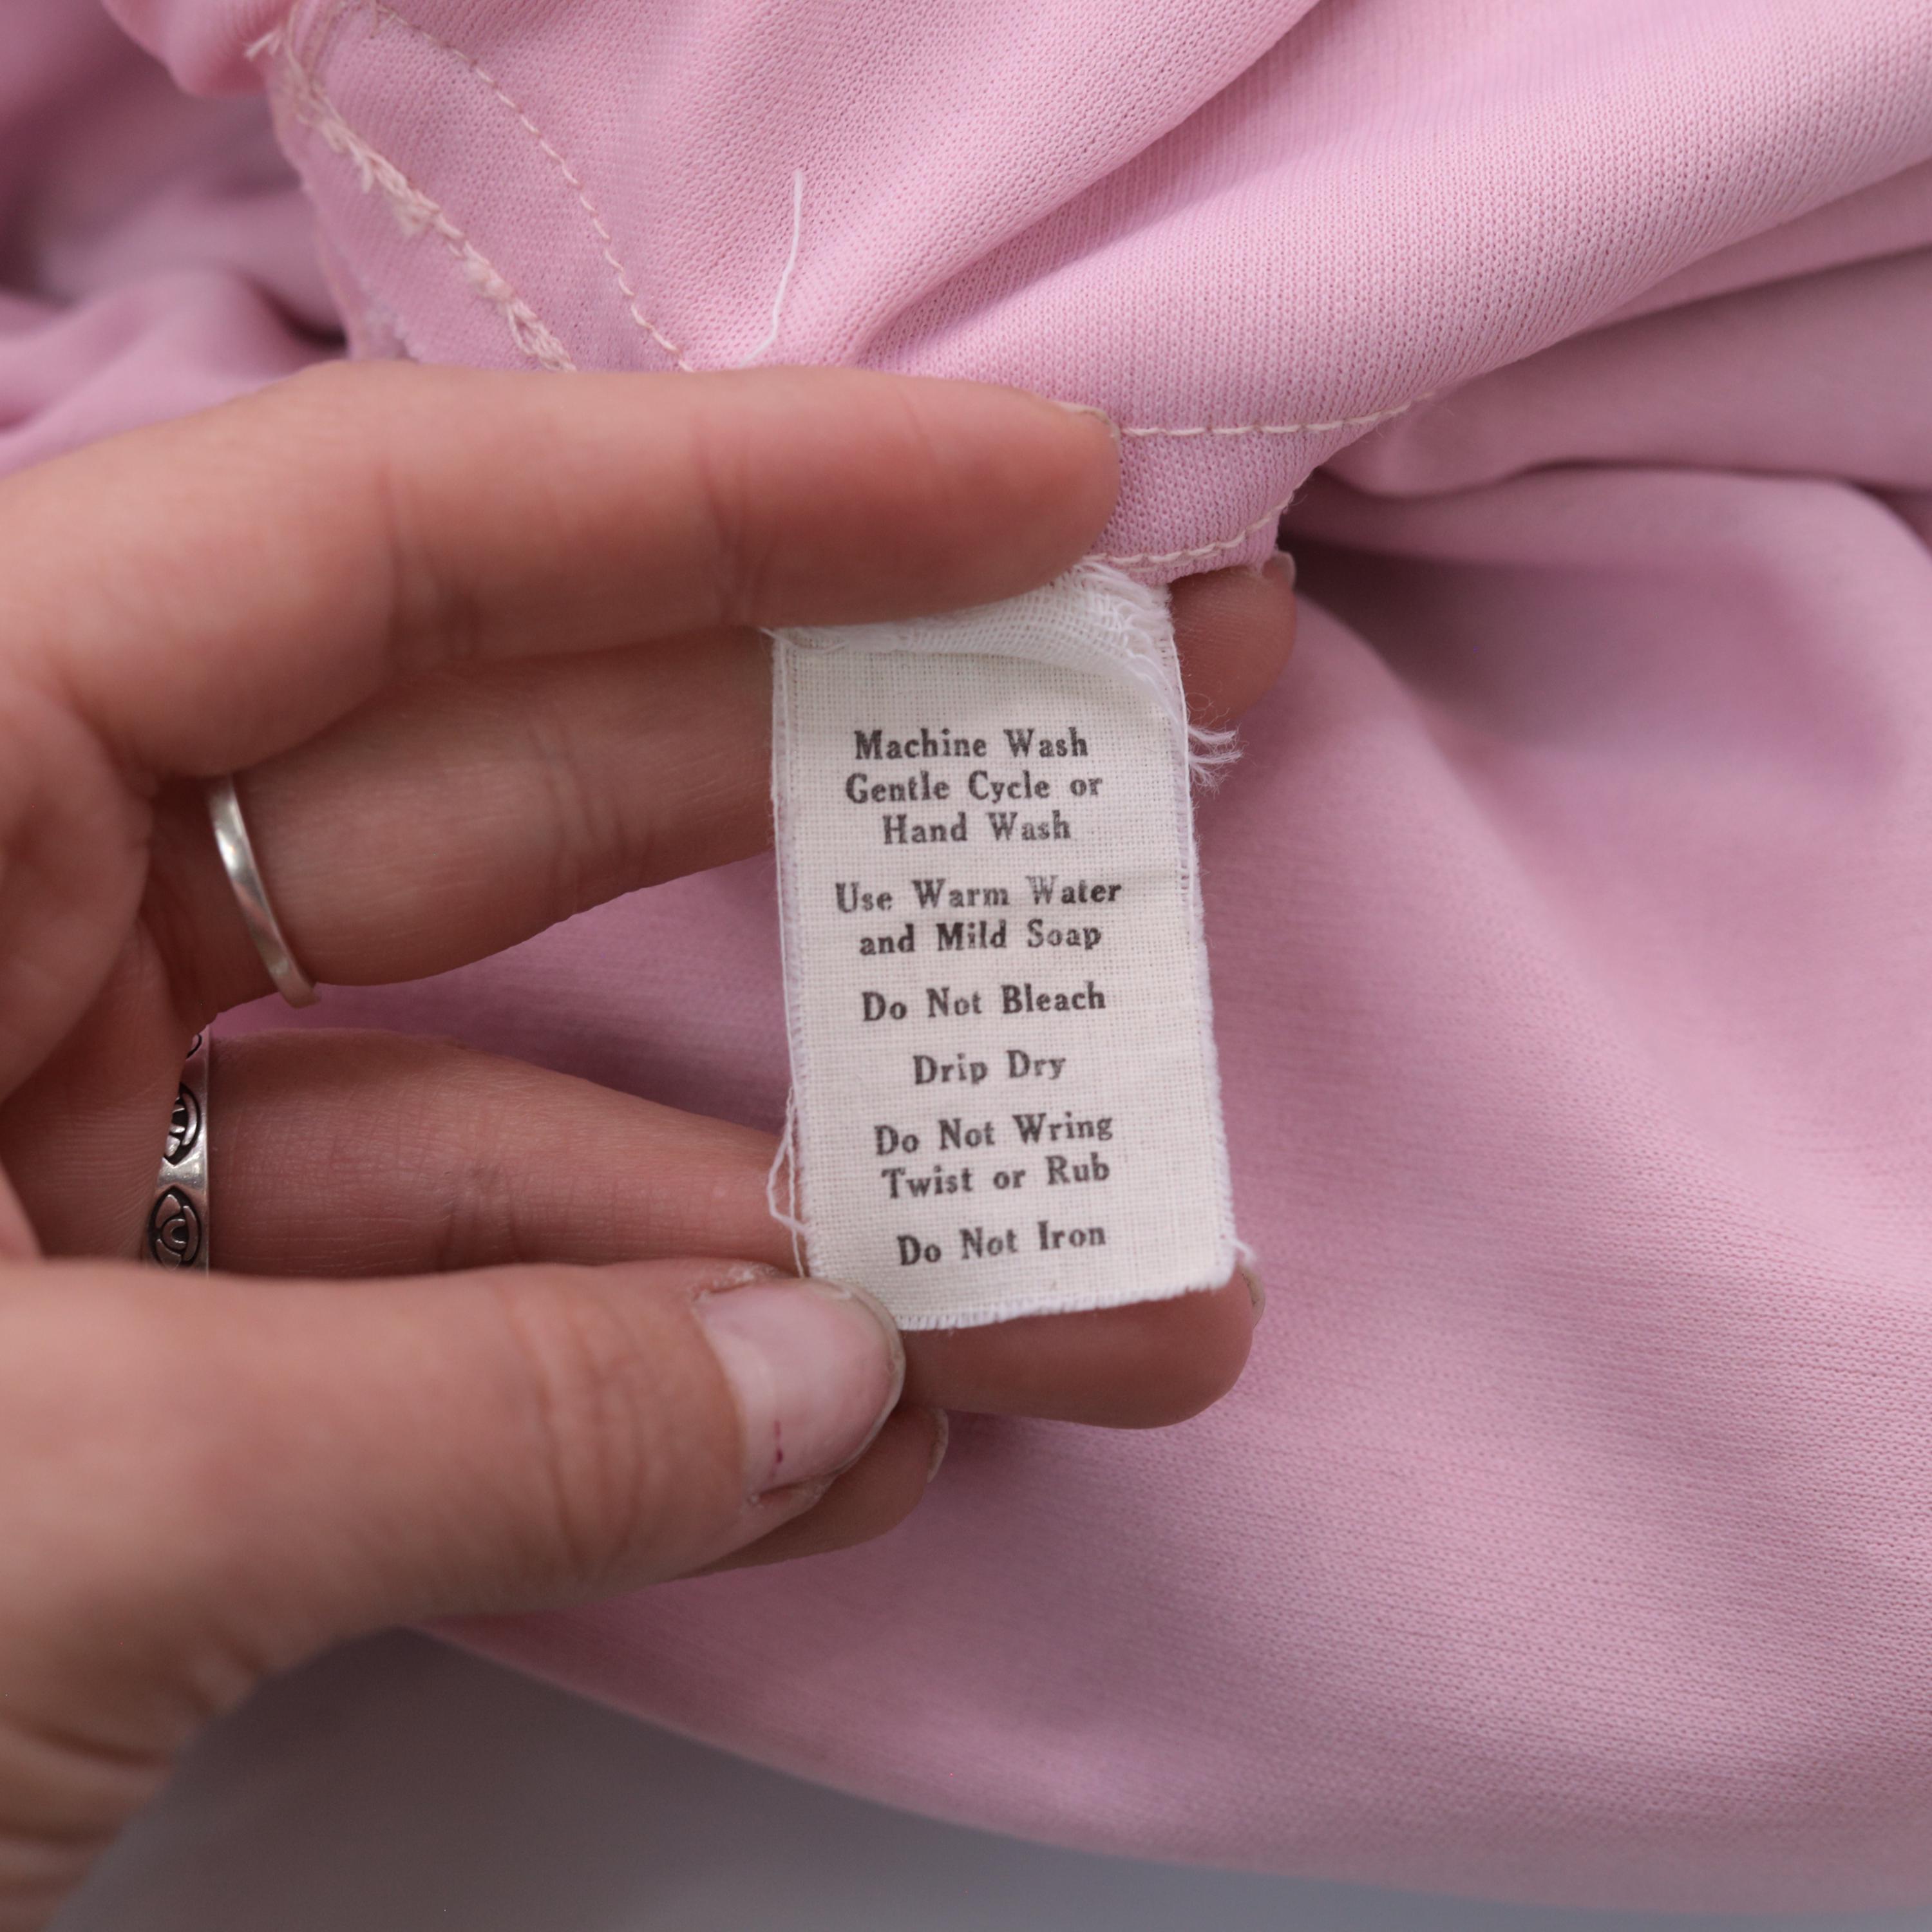 Machine Wash
Gentle Cycle or
Hand Wash
Use Warm Water
and Mild Soap
Do Not Bleach
Drip Dry
Do Not Wring
Twist or Rub
Do Not Iron